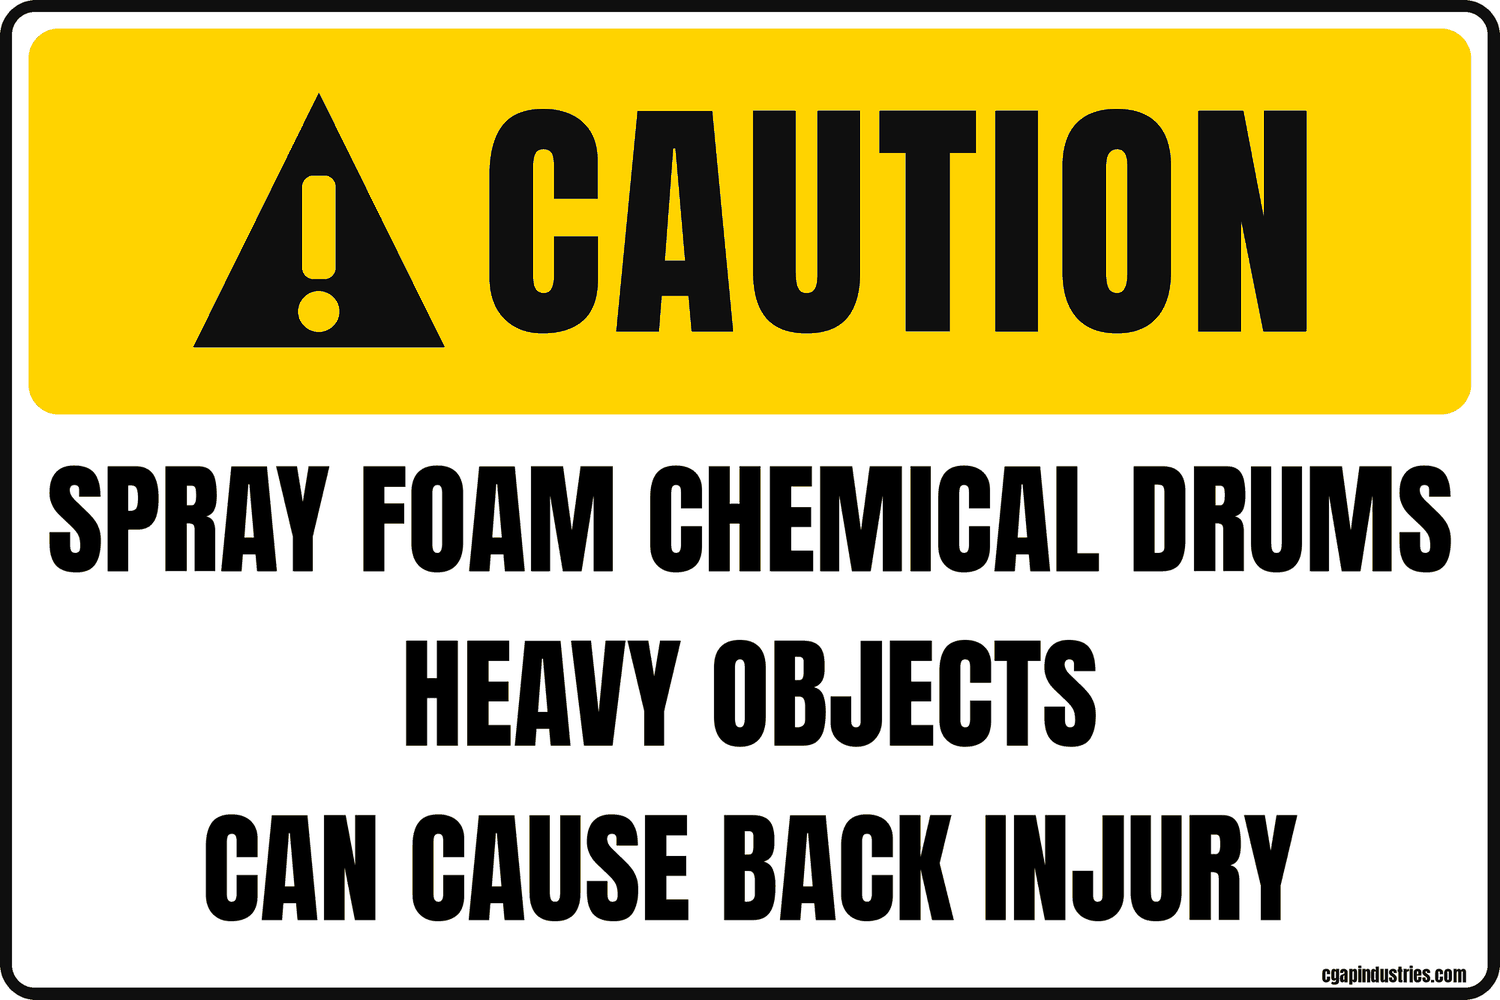 CAUTION
SPRAY FOAM CHEMICAL DRUMS
HEAVY OBJECTS
CAN CAUSE BACK INJURY
cgapindustries.com